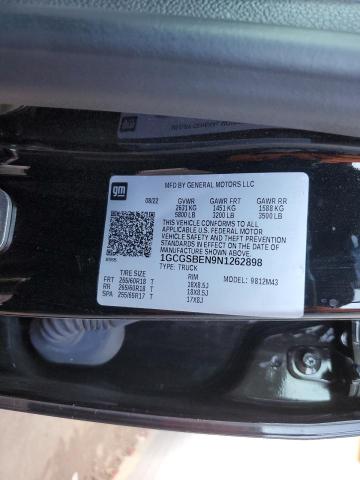 gm
MFD BY GENERAL MOTORS LLC
08/22 GVWR GAWR FRT GAWR RR
2631 KG 1451 KG 1588 KG
5800 LB 3200 LB 3500 LB
THIS VEHICLE CONFORMS TO ALL
APPLICABLE U.S. FEDERAL MOTOR
VEHICLE SAFETY AND THEFT PREVENTION
STANDARDS IN EFFECT ON THE DATE OF
MANUFACTURE SHOWN ABOVE.
1GCGSBEN9N1262898
TYPE: TRUCK
TIRE SIZE RIM 9812M43
FRT 265/60R18 T 18X8.5J
RR 265/60R18 T 18X8.5J
SPA 255/65R17 T 17X8J